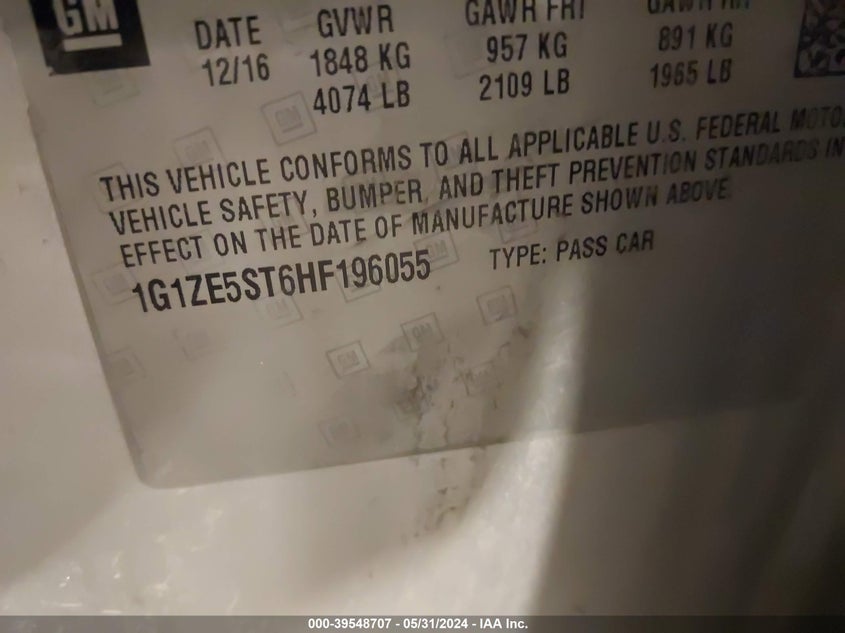 GM
DATE GVWR GAWR FRT GAWR RR
12/16 1848 KG 957 KG 891 KG
4074 LB 2109 LB 1965 LB
THIS VEHICLE CONFORMS TO ALL APPLICABLE U.S. FEDERAL MOTO
VEHICLE SAFETY, BUMPER, AND THEFT PREVENTION STANDARDS IN
EFFECT ON THE DATE OF MANUFACTURE SHOWN ABOVE.
1G1ZE5ST6HF196055 TYPE: PASS CAR
000-39548707 - 05/31/2024 - IAA Inc.